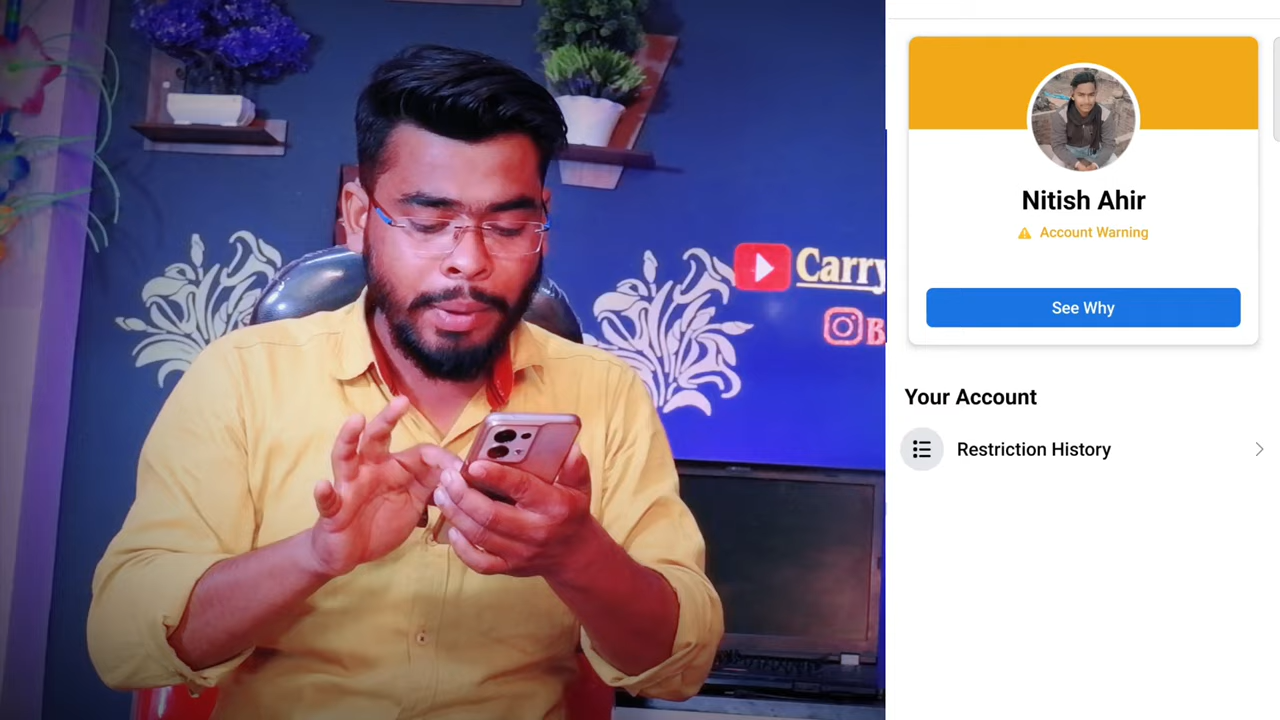 Carry
Nitish Ahir
Account Warning
See Why
Your Account
Restriction History